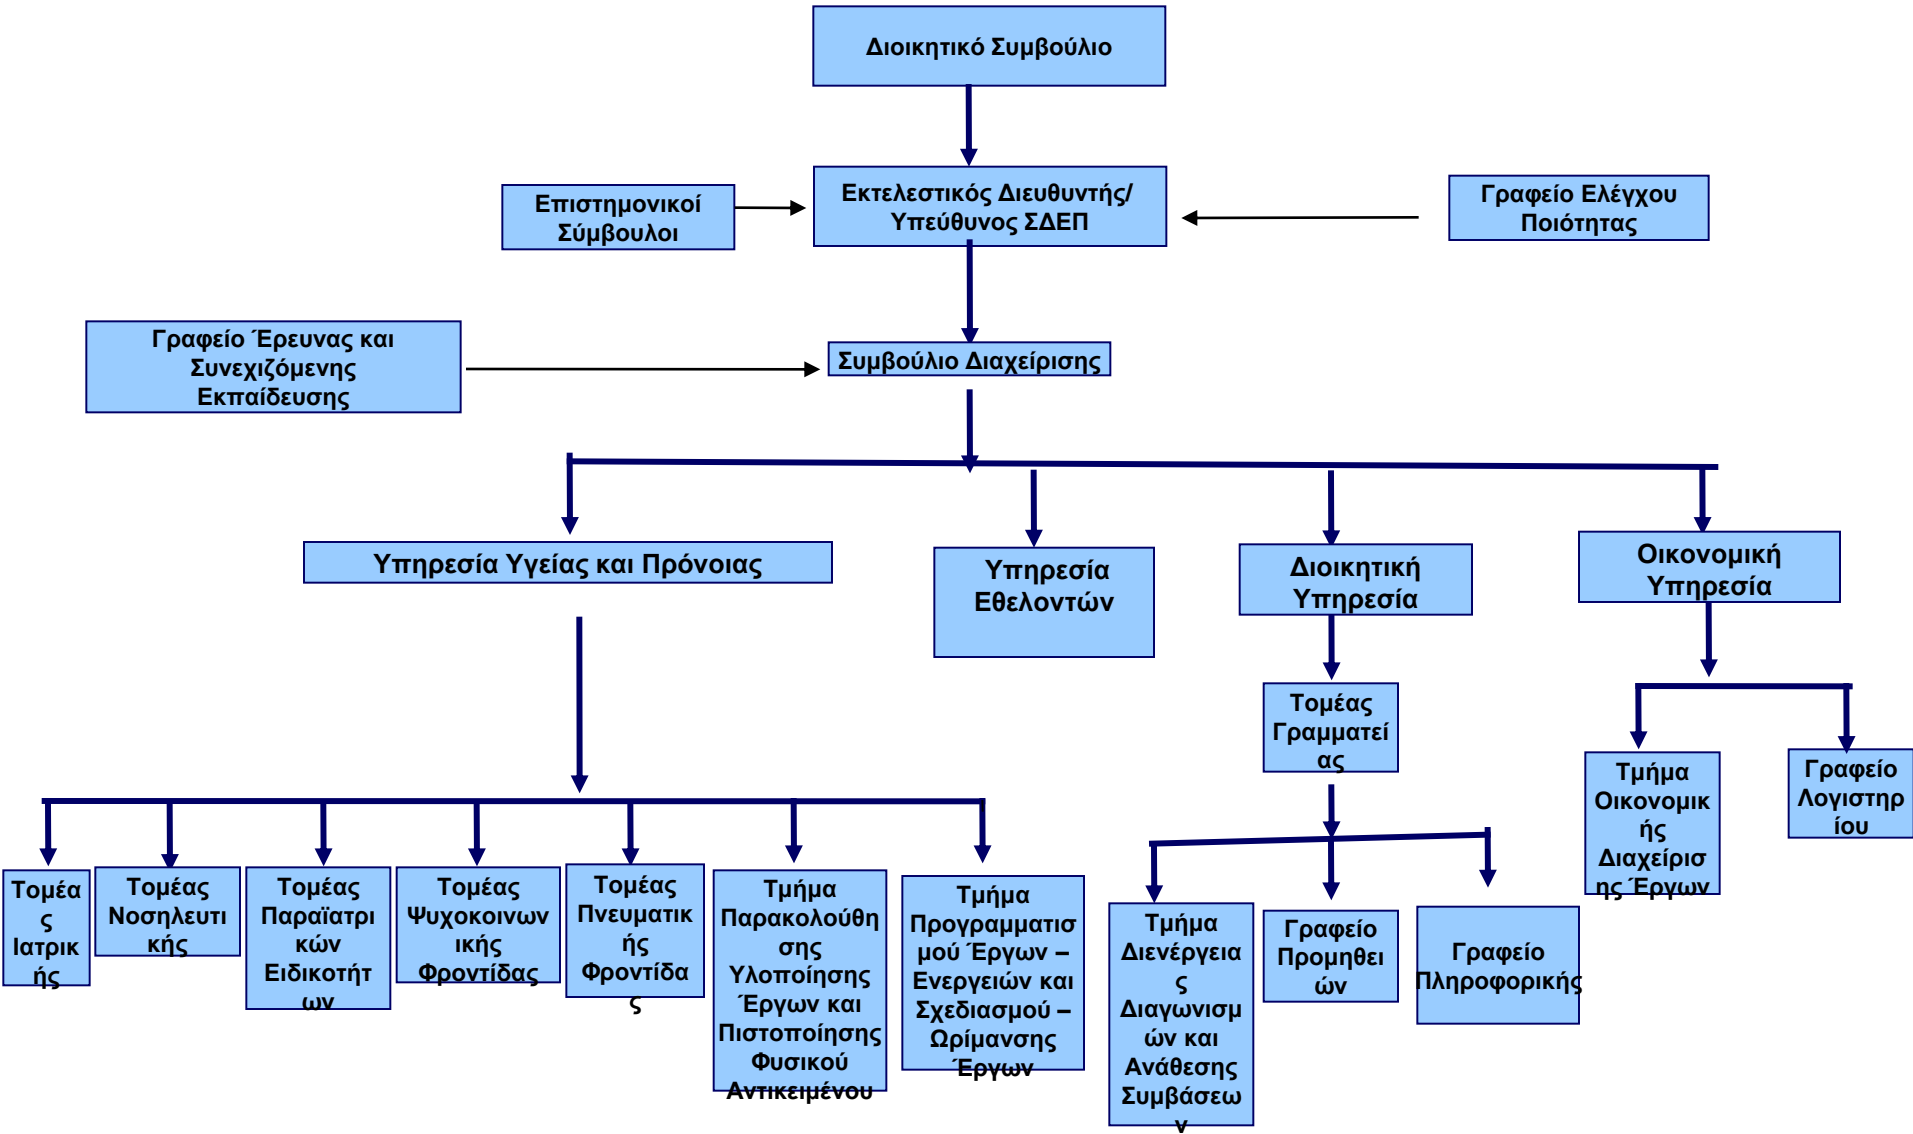 Διοικητικό Συμβούλιο
Επιστημονικοί
Σύμβουλοι
Εκτελεστικός Διευθυντής/
Υπεύθυνος ΣΔΕΠ
Γραφείο Ελέγχου
Ποιότητας
Γραφείο Έρευνας και
Συνεχιζόμενης
Εκπαίδευσης
Συμβούλιο Διαχείρισης
Υπηρεσία Υγείας και Πρόνοιας
Υπηρεσία
Εθελοντών
Διοικητική
Υπηρεσία
Οικονομική
Υπηρεσία
Τομέας
Γραμματεί
ας
Τμήμα
Οικονομικ
ής
Διαχείρισ
ης Έργων
Γραφείο
Λογιστηρ
ίου
Τομέα
ς
Ιατρικ
ής
Τομέας
Νοσηλευτι
κής
Τομέας
Παραϊατρι
κών
Ειδικοτήτ
ων
Τομέας
Ψυχοκοινων
ικής
Φροντίδας
Τομέας
Πνευματικ
ής
Φροντίδα
ς
Τμήμα
Παρακολούθη
σης
Υλοποίησης
Έργων και
Πιστοποίησης
Φυσικού
Αντικειμένου
Τμήμα
Προγραμματισ
μού Έργων –
Ενεργειών και
Σχεδιασμού –
Ωρίμανσης
Έργων
Τμήμα
Διενέργεια
ς
Διαγωνισμ
ών και
Ανάθεσης
Συμβάσεω
ν
Γραφείο
Προμηθει
ών
Γραφείο
Πληροφορικής